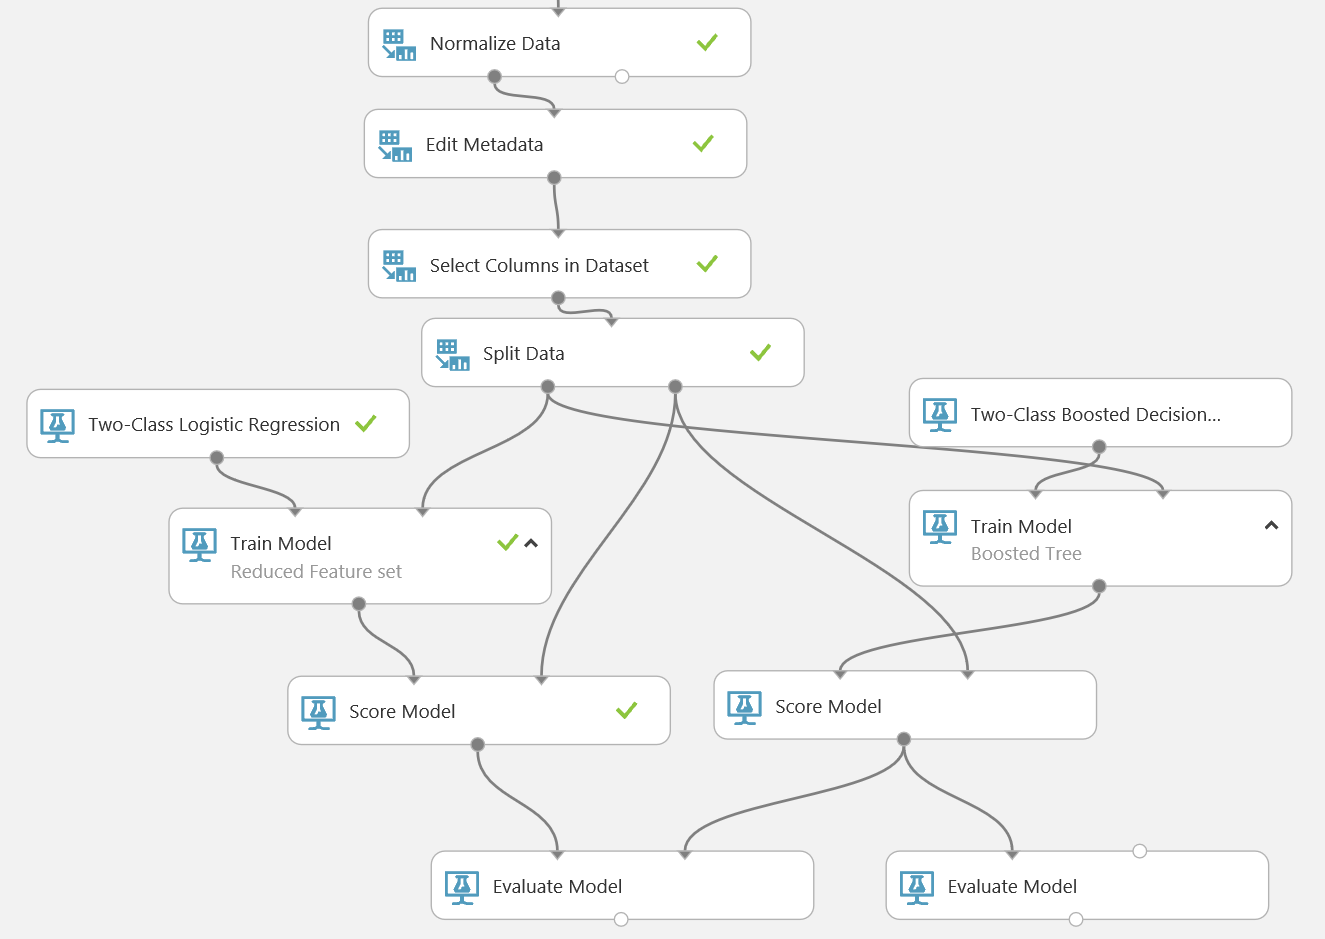 Normalize Data
Edit Metadata
Select Columns in Dataset
Split Data
Two-Class Logistic Regression
Two-Class Boosted Decision...
Train Model
Reduced Feature set
Train Model
Boosted Tree
Score Model
Score Model
Evaluate Model
Evaluate Model